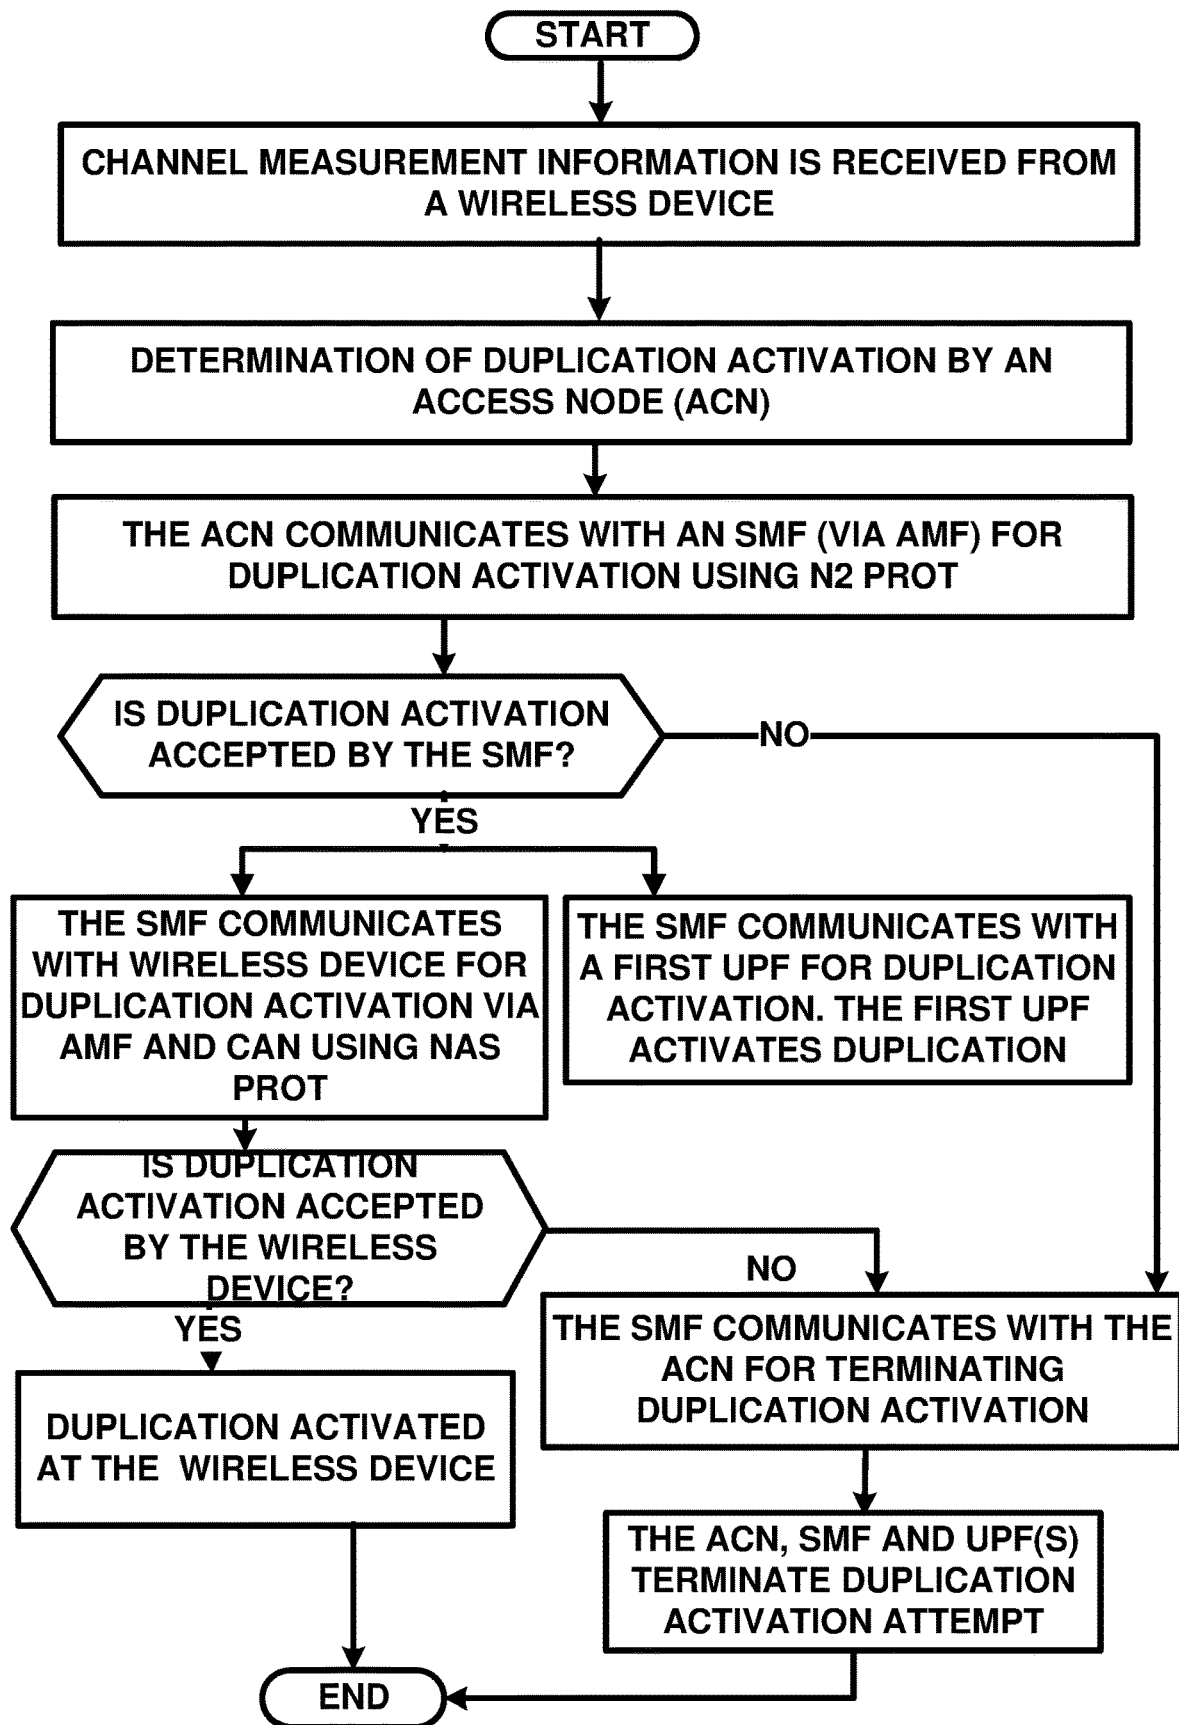 START
CHANNEL MEASUREMENT INFORMATION IS RECEIVED FROM
A WIRELESS DEVICE
DETERMINATION OF DUPLICATION ACTIVATION BY AN
ACCESS NODE (ACN)
THE ACN COMMUNICATES WITH AN SMF (VIA AMF) FOR
DUPLICATION ACTIVATION USING N2 PROT
IS DUPLICATION ACTIVATION
ACCEPTED BY THE SMF?
NO
YES
THE SMF COMMUNICATES
WITH WIRELESS DEVICE FOR
DUPLICATION ACTIVATION VIA
AMF AND CAN USING NAS
PROT
THE SMF COMMUNICATES WITH
A FIRST UPF FOR DUPLICATION
ACTIVATION. THE FIRST UPF
ACTIVATES DUPLICATION
IS DUPLICATION
ACTIVATION ACCEPTED
BY THE WIRELESS
DEVICE?
NO
YES
THE SMF COMMUNICATES WITH THE
ACN FOR TERMINATING
DUPLICATION ACTIVATION
DUPLICATION ACTIVATED
AT THE  WIRELESS DEVICE
THE ACN, SMF AND UPF(S)
TERMINATE DUPLICATION
ACTIVATION ATTEMPT
END